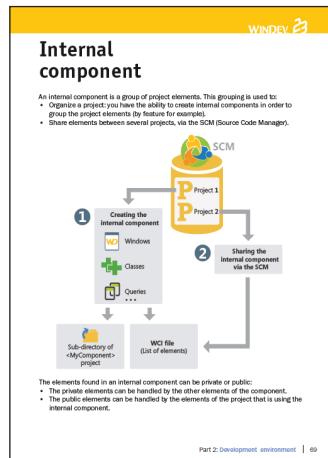 WINDEV 23
Internal
component
An internal component is a group of project elements. This grouping is used to:
• Organize a project: you have the ability to create internal components in order to
group the project elements (by feature for example).
• Share elements between several projects, via the SCM (Source Code Manager).
SCM
Project 1
Project 2
1
Creating the
internal component
Windows
Classes
Queries
...
2
Sharing the
internal component
via the SCM
Sub-directory of
<MyComponent>
project
WCI file
(List of elements)
The elements found in an internal component can be private or public:
• The private elements can be handled by the other elements of the component.
• The public elements can be handled by the elements of the project that is using the
internal component.
Part 2: Development environment | 69